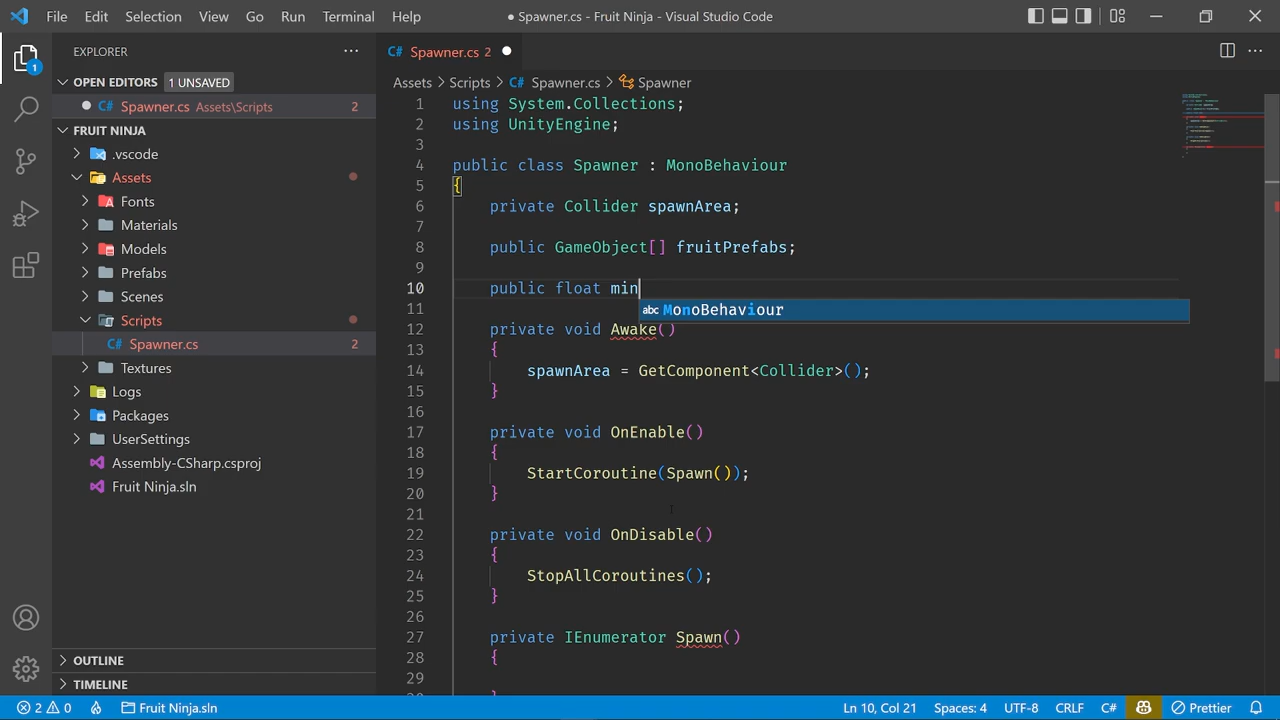 File Edit Selection View Go Run Terminal Help
● Spawner.cs - Fruit Ninja - Visual Studio Code
EXPLORER ...
OPEN EDITORS 1 UNSAVED
C# Spawner.cs Assets\Scripts 2
FRUIT NINJA
.vscode
Assets
Fonts
Materials
Models
Prefabs
Scenes
Scripts
C# Spawner.cs 2
Textures
Logs
Packages
UserSettings
Assembly-CSharp.csproj
Fruit Ninja.sln
OUTLINE
TIMELINE
1
C# Spawner.cs 2 ●
Assets > Scripts > C# Spawner.cs > Spawner
1 using System.Collections;
2 using UnityEngine;
3
4 public class Spawner : MonoBehaviour
5 {
6 private Collider spawnArea;
7
8 public GameObject[] fruitPrefabs;
9
10 public float min
abc MonoBehaviour
11
12 private void Awake()
13 {
14 spawnArea = GetComponent<Collider>();
15 }
16
17 private void OnEnable()
18 {
19 StartCoroutine(Spawn());
20 }
21
22 private void OnDisable()
23 {
24 StopAllCoroutines();
25 }
26
27 private IEnumerator Spawn()
28 {
29
2 0 Fruit Ninja.sln Ln 10, Col 21 Spaces: 4 UTF-8 CRLF C# Prettier